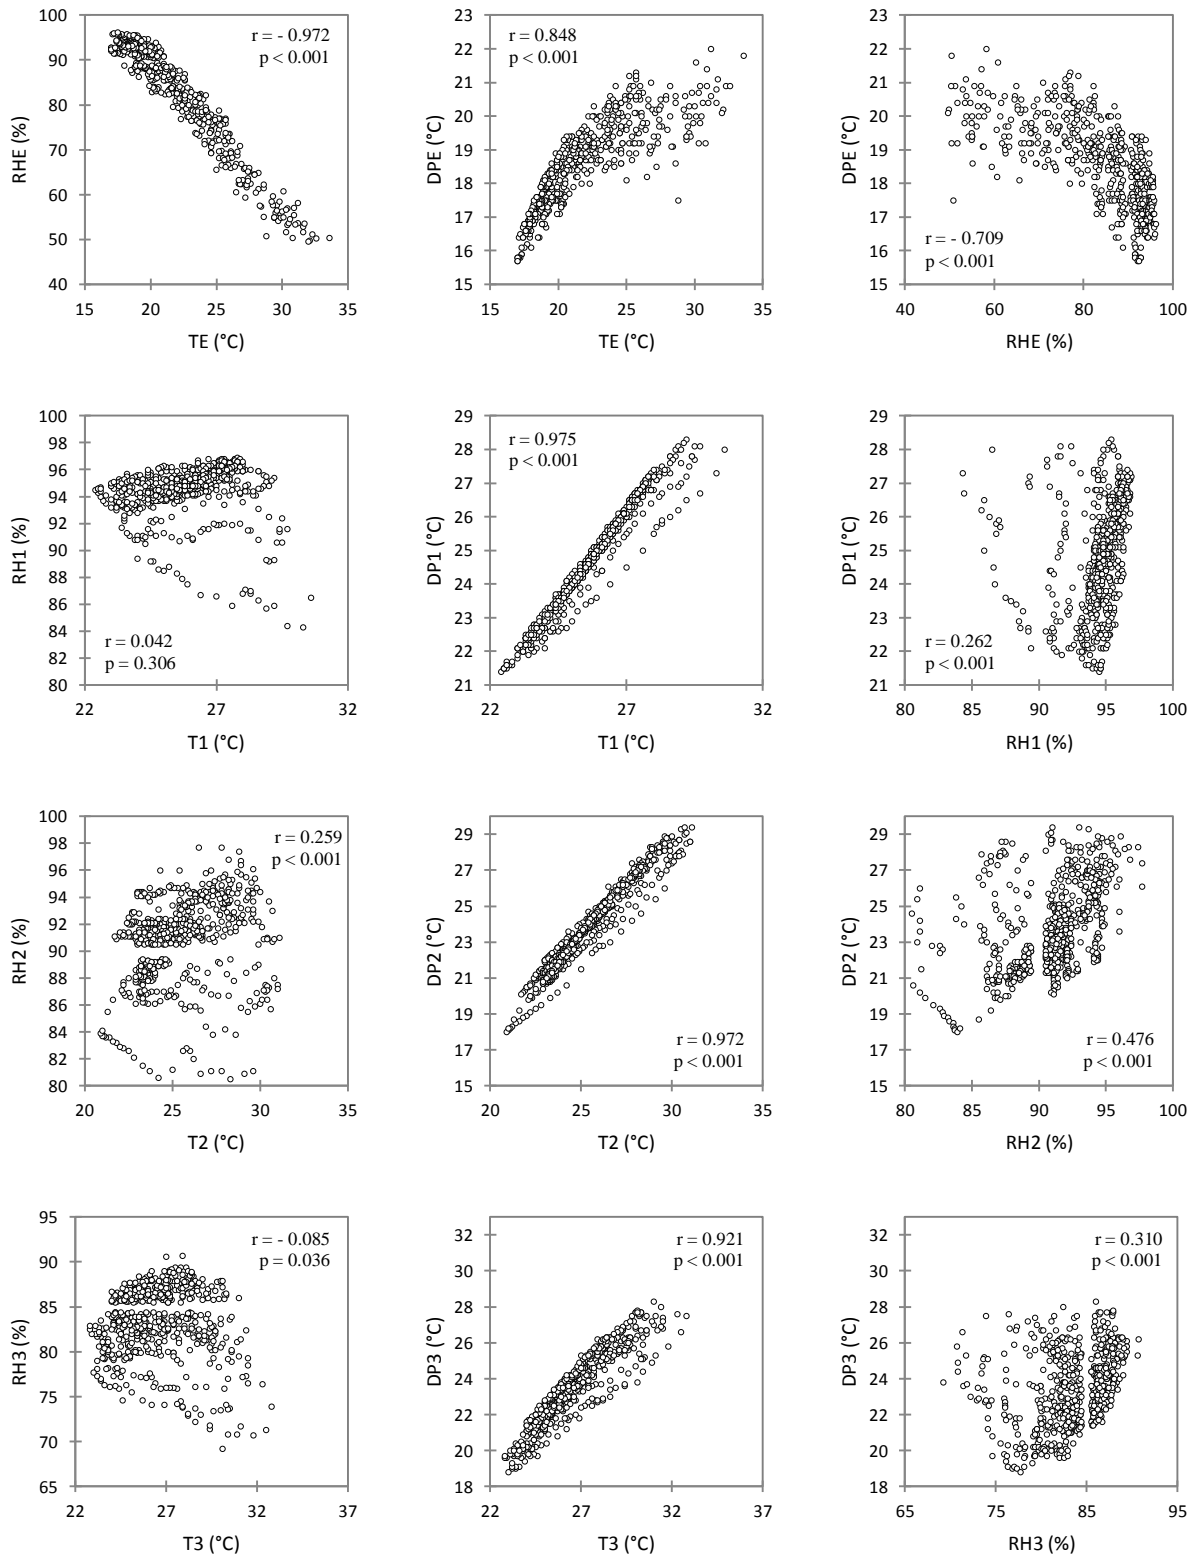 100
90
80
70
60
50
40
RHE (%)
r = - 0.972
p < 0.001
15 20 25 30 35
TE (°C)
23
22
21
20
19
18
17
16
15
DPE (°C)
r = 0.848
p < 0.001
15 20 25 30 35
TE (°C)
23
22
21
20
19
18
17
16
15
DPE (°C)
r = - 0.709
p < 0.001
40 60 80 100
RHE (%)
100
98
96
94
92
90
88
86
84
82
80
RH1 (%)
r = 0.042
p = 0.306
22 27 32
T1 (°C)
29
28
27
26
25
24
23
22
21
DP1 (°C)
r = 0.975
p < 0.001
22 27 32
T1 (°C)
29
28
27
26
25
24
23
22
21
DP1 (°C)
r = 0.262
p < 0.001
80 85 90 95 100
RH1 (%)
100
98
96
94
92
90
88
86
84
82
80
RH2 (%)
r = 0.259
p < 0.001
20 25 30 35
T2 (°C)
29
27
25
23
21
19
17
15
DP2 (°C)
r = 0.972
p < 0.001
20 25 30 35
T2 (°C)
29
27
25
23
21
19
17
15
DP2 (°C)
r = 0.476
p < 0.001
80 85 90 95 100
RH2 (%)
95
90
85
80
75
70
65
RH3 (%)
r = - 0.085
p = 0.036
22 27 32 37
T3 (°C)
32
30
28
26
24
22
20
18
DP3 (°C)
r = 0.921
p < 0.001
22 27 32 37
T3 (°C)
32
30
28
26
24
22
20
18
DP3 (°C)
r = 0.310
p < 0.001
65 75 85 95
RH3 (%)